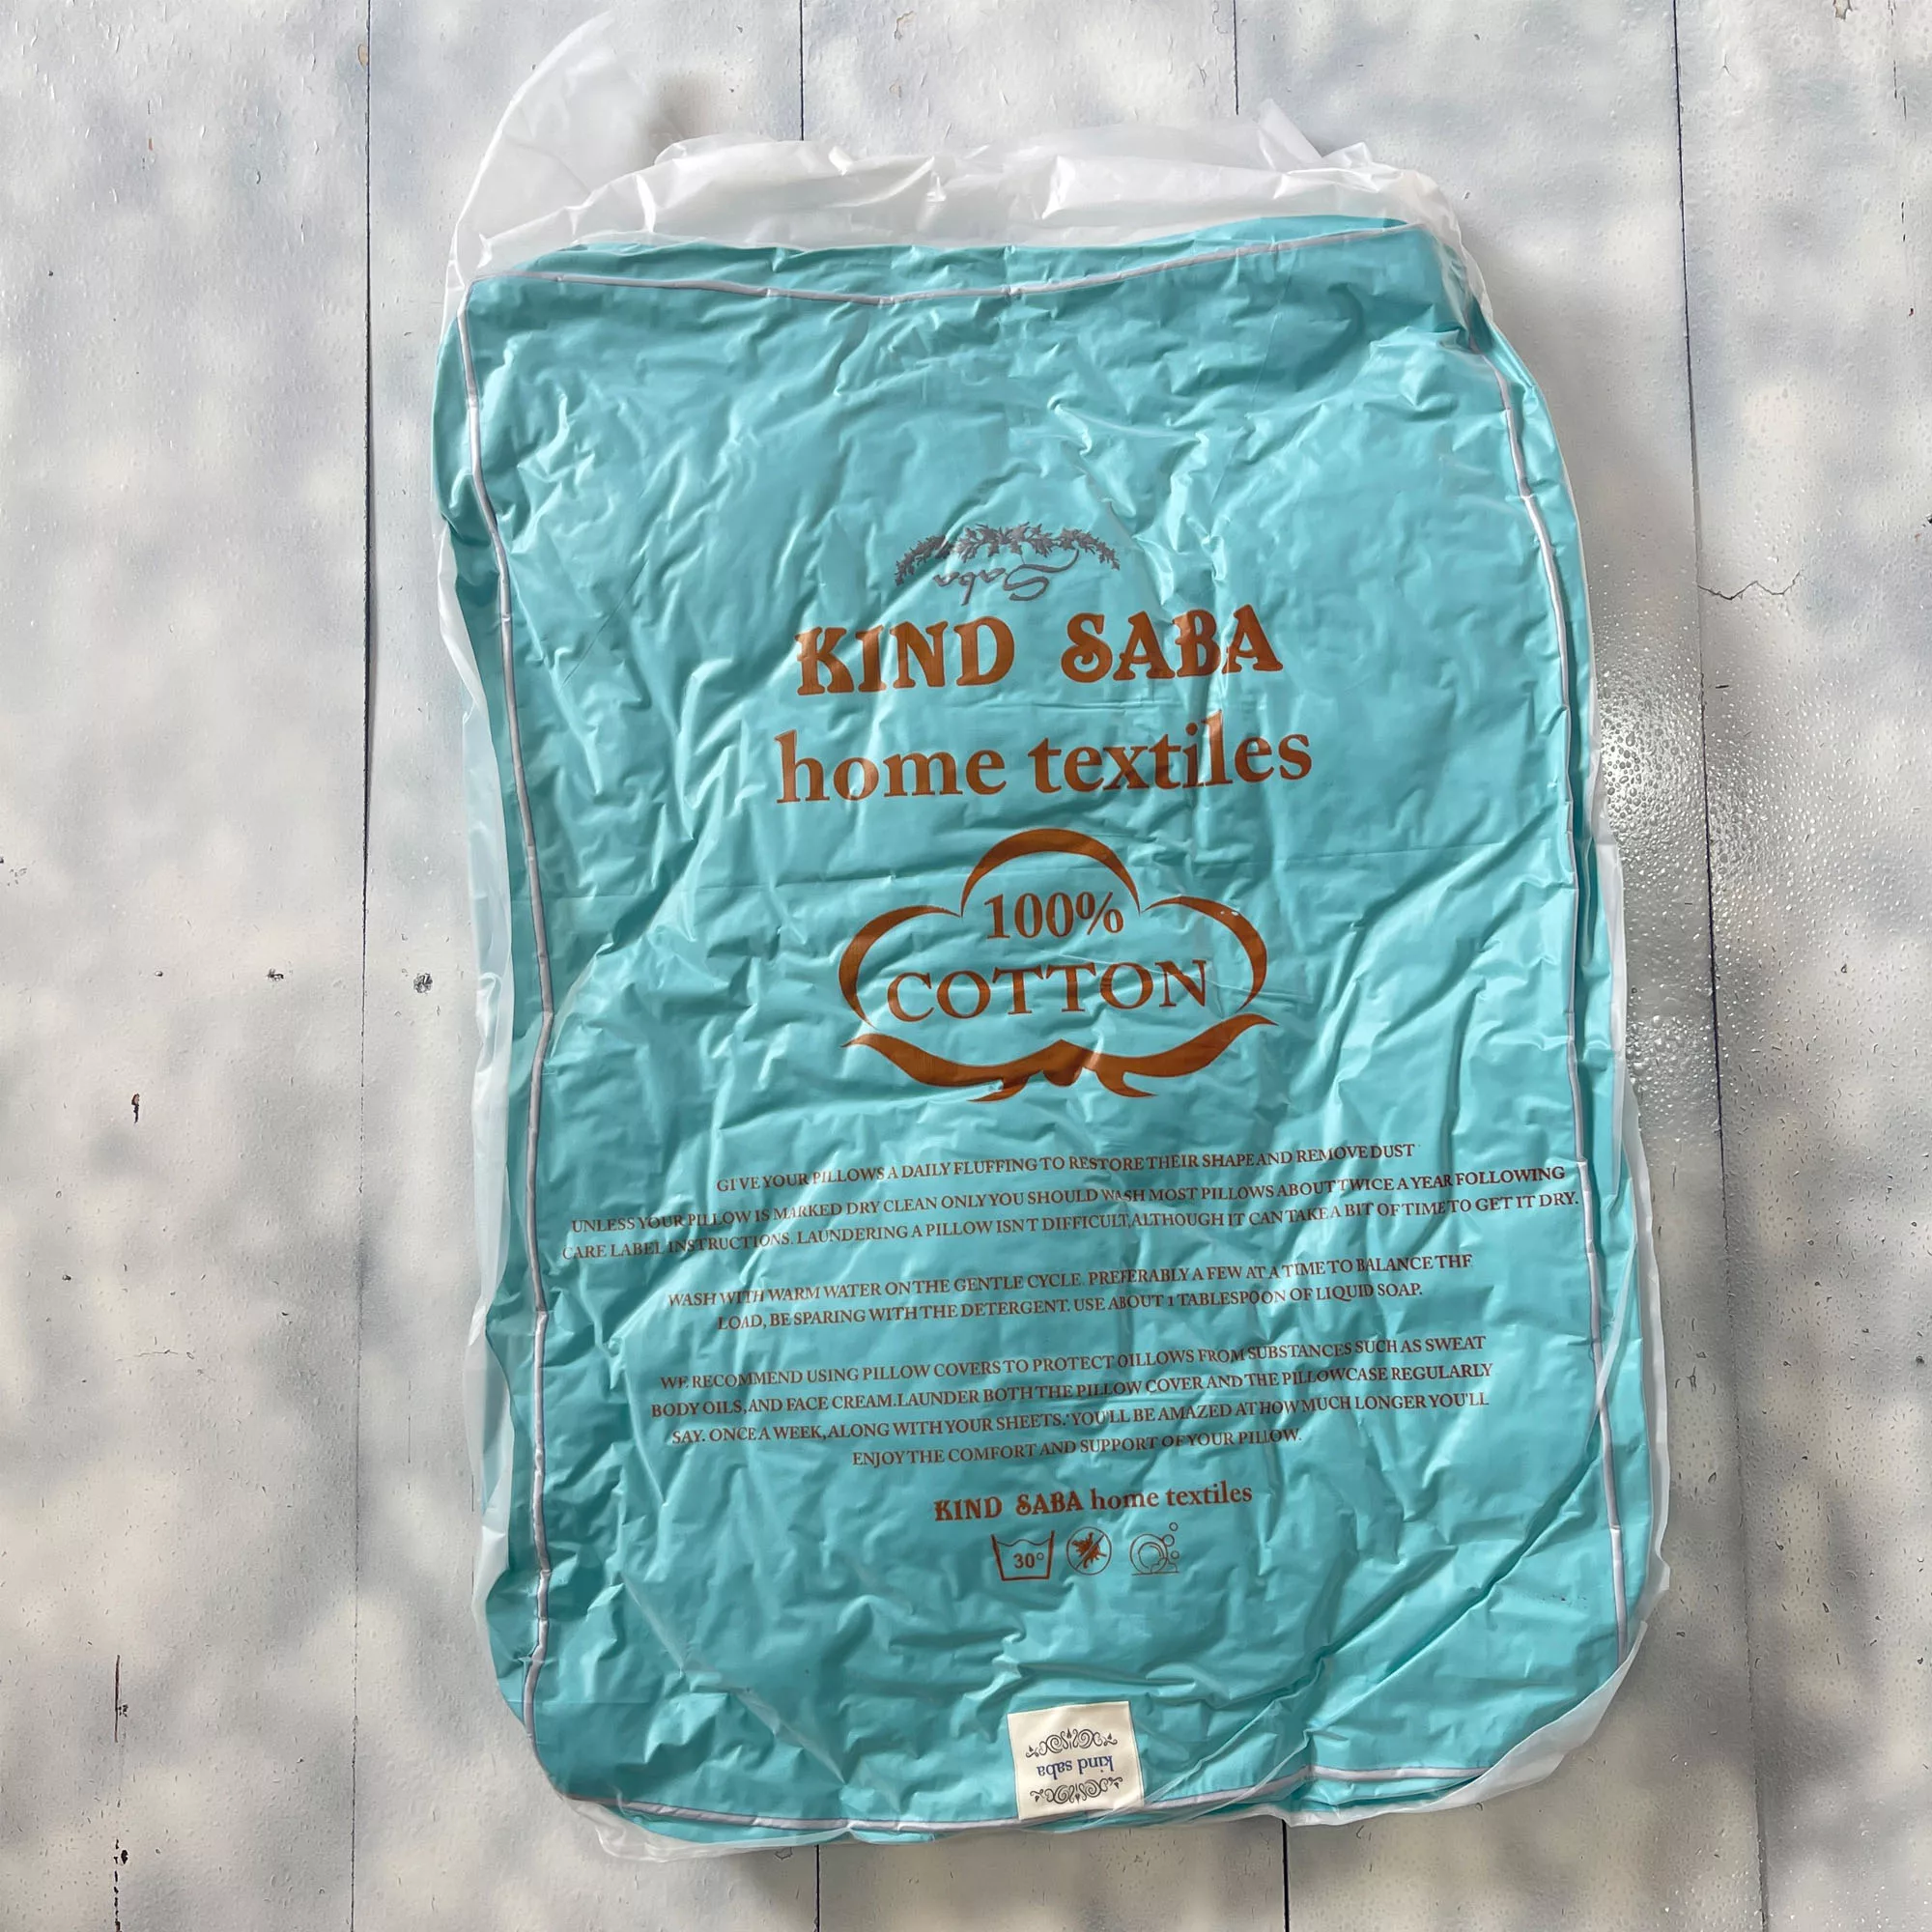 Saba
KIND SABA
home textiles
100%
COTTON
GIVE YOUR PILLOWS A DAILY FLUFFING TO RESTORE THEIR SHAPE AND REMOVE DUST
UNLESS YOUR PILLOW IS MARKED DRY CLEAN ONLY YOU SHOULD WASH MOST PILLOWS ABOUT TWICE A YEAR FOLLOWING
CARE LABEL INSTRUCTIONS. LAUNDERING A PILLOW ISN T DIFFICULT, ALTHOUGH IT CAN TAKE A BIT OF TIME TO GET IT DRY.
WASH WITH WARM WATER ON THE GENTLE CYCLE. PREFERABLY A FEW AT A TIME TO BALANCE THF
LOAD, BE SPARING WITH THE DETERGENT. USE ABOUT 1 TABLESPOON OF LIQUID SOAP.
WE RECOMMEND USING PILLOW COVERS TO PROTECT OILLOWS FROM SUBSTANCES SUCH AS SWEAT
BODY OILS, AND FACE CREAM. LAUNDER BOTH THE PILLOW COVER AND THE PILLOWCASE REGULARLY
SAY. ONCE A WEEK, ALONG WITH YOUR SHEETS. 'YOU'LL BE AMAZED AT HOW MUCH LONGER YOU'LL
ENJOY THE COMFORT AND SUPPORT OF YOUR PILLOW.
KIND SABA home textiles
30°
kind saba